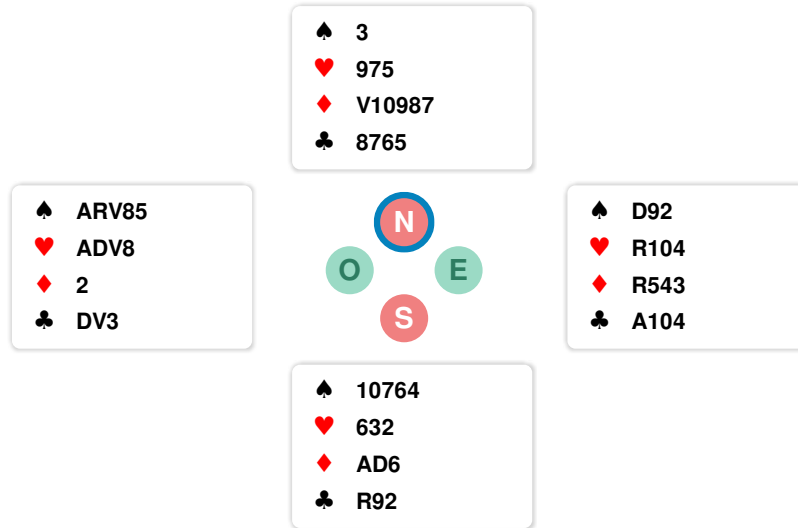 ♠ 3
♥ 975
♦ V10987
♣ 8765
♠ ARV85
♥ ADV8
♦ 2
♣ DV3
N
O E
S
♠ D92
♥ R104
♦ R543
♣ A104
♠ 10764
♥ 632
♦ AD6
♣ R92